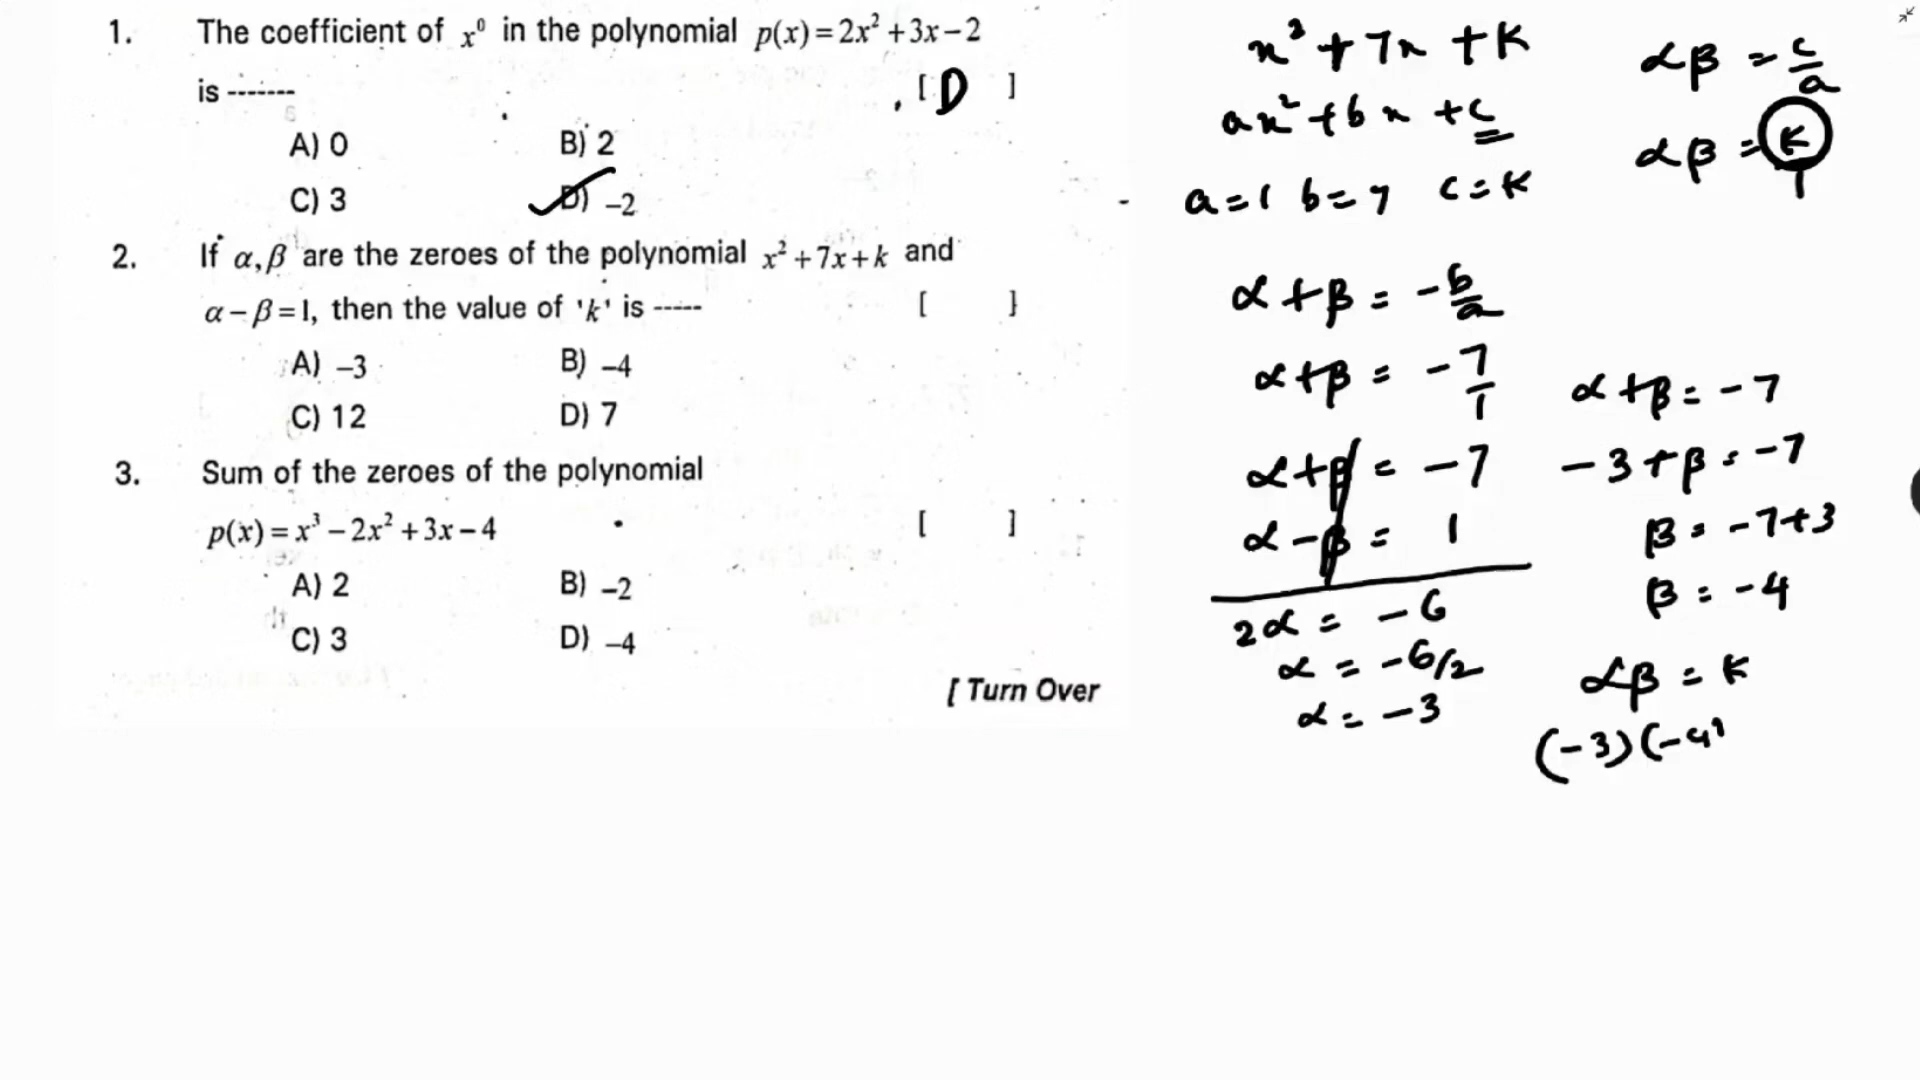 1. The coefficient of x⁰ in the polynomial p(x)=2x²+3x−2
is ------- [ D ]
A) 0 B) 2
C) 3 D) −2
2. If α,β are the zeroes of the polynomial x²+7x+k and
α−β=1, then the value of 'k' is ----- [ ]
A) −3 B) −4
C) 12 D) 7
3. Sum of the zeroes of the polynomial
p(x)=x³−2x²+3x−4 [ ]
A) 2 B) −2
C) 3 D) −4
[ Turn Over
x² + 7x + K
ax² + bx + c
a=1 b=7 c=K
α+β = −b/a
α+β = −7/1
α+β = −7
α−β = 1
2α = −6
α = −6/2
α = −3
αβ = c/a
αβ = K/1
α+β = −7
−3+β = −7
β = −7+3
β = −4
αβ = K
(−3)(−4)